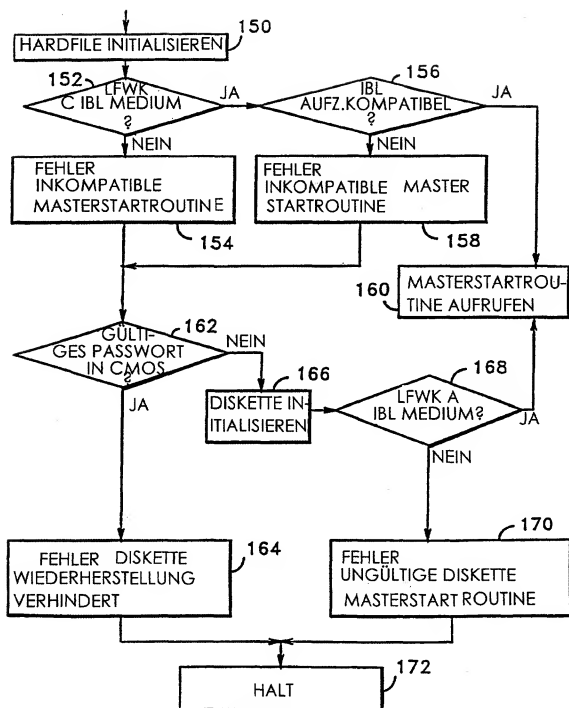 HARDFILE INITIALISIEREN
150
152
LFWK
C IBL MEDIUM
?
JA
NEIN
156
IBL
AUFZ.KOMPATIBEL
?
JA
NEIN
FEHLER
INKOMPATIBLE
MASTERSTARTROUTINE
154
FEHLER
INKOMPATIBLE MASTER
STARTROUTINE
158
160
MASTERSTARTROU-
TINE AUFRUFEN
162
GÜLTI-
GES PASSWORT
IN CMOS
?
NEIN
JA
166
DISKETTE IN-
ITIALISIEREN
168
LFWK A
IBL MEDIUM?
JA
NEIN
FEHLER DISKETTE
WIEDERHERSTELLUNG
VERHINDERT
164
170
FEHLER
UNGÜLTIGE DISKETTE
MASTERSTART ROUTINE
172
HALT